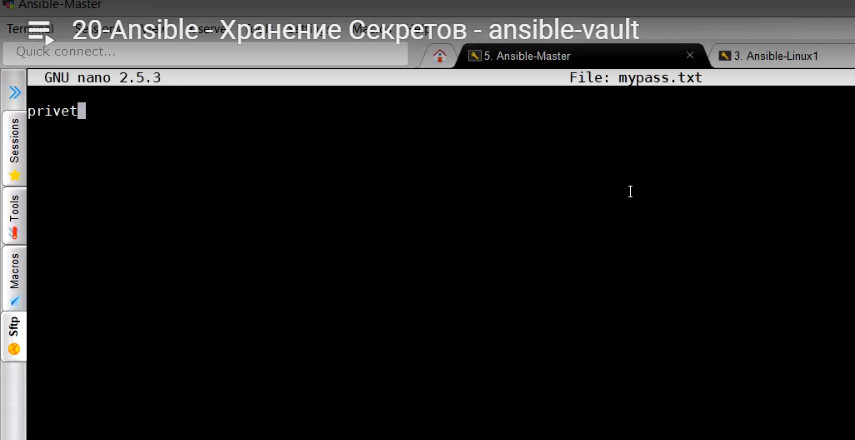 Ansible-Master
20-Ansible - Хранение Секретов - ansible-vault
Quick connect...
5. Ansible-Master
3. Ansible-Linux1
GNU nano 2.5.3 File: mypass.txt
privet
Sessions
Tools
Macros
Sftp